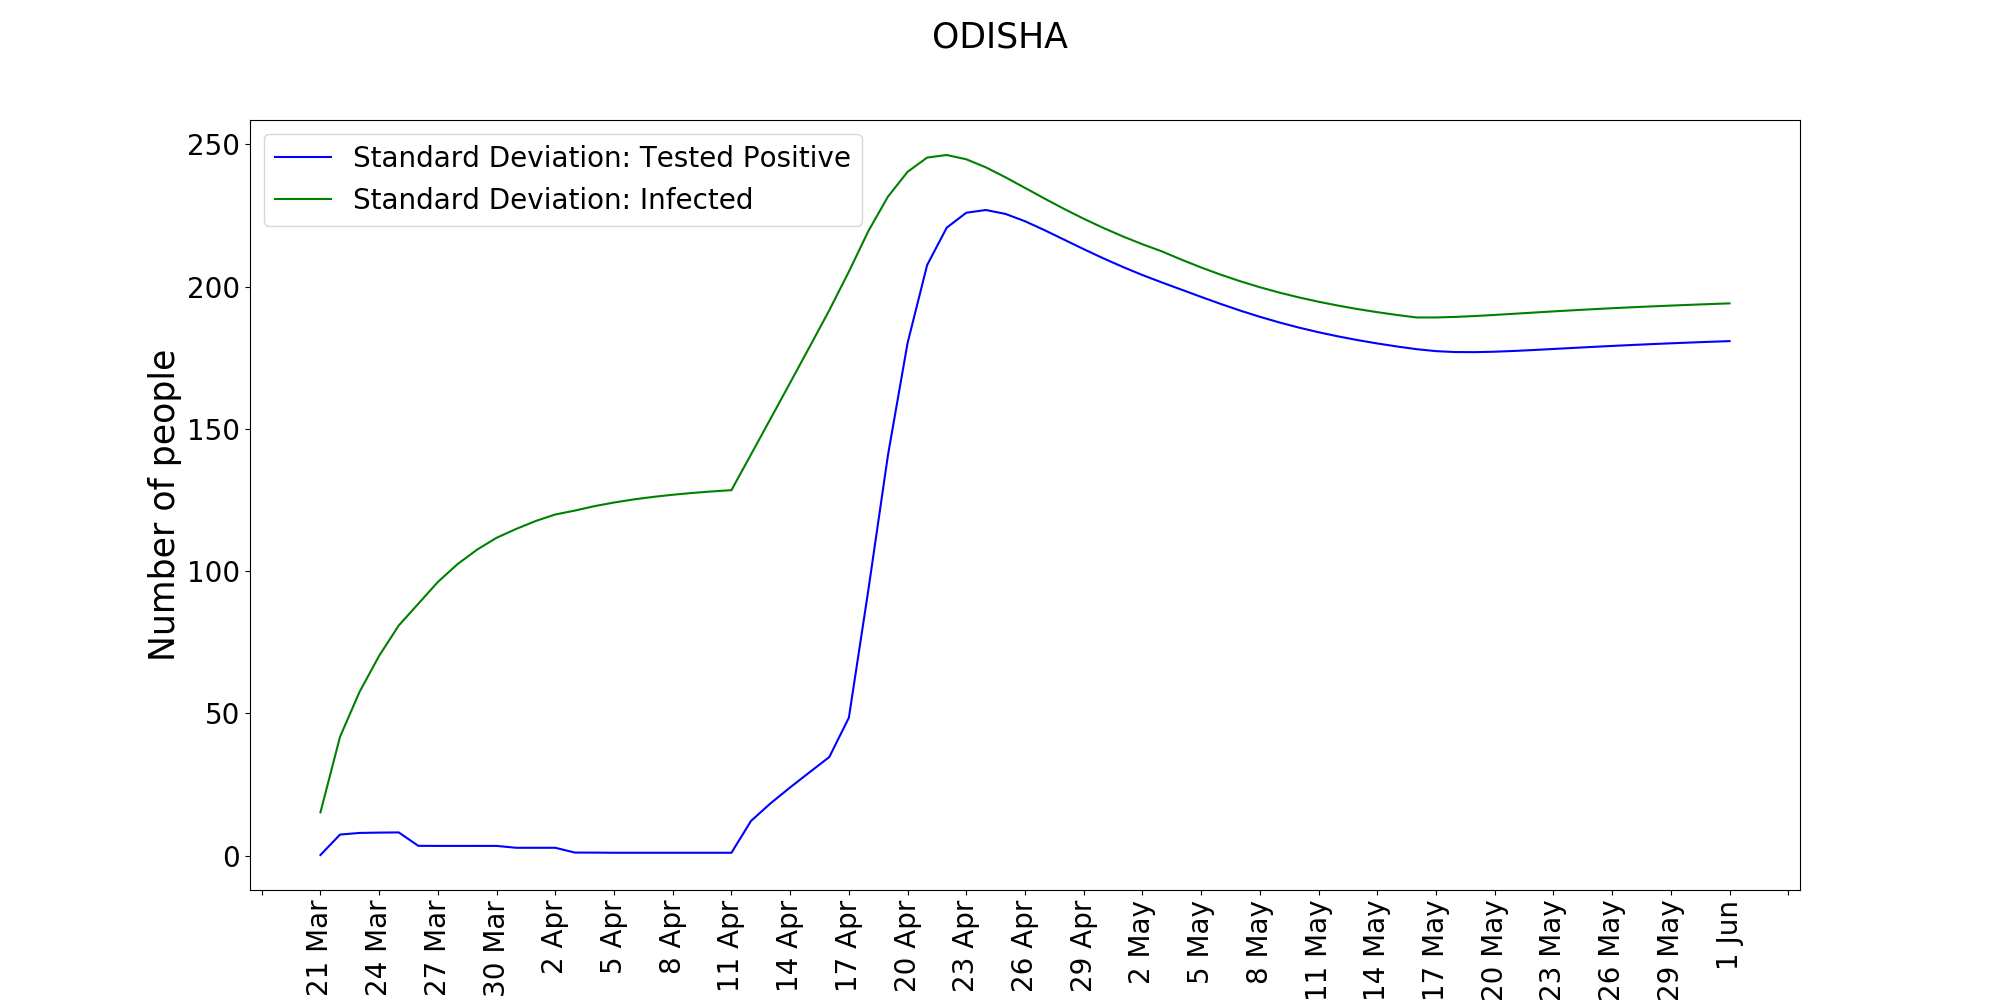 ODISHA
Standard Deviation: Tested Positive
Standard Deviation: Infected
Number of people
250
200
150
100
50
0
21 Mar
24 Mar
27 Mar
30 Mar
2 Apr
5 Apr
8 Apr
11 Apr
14 Apr
17 Apr
20 Apr
23 Apr
26 Apr
29 Apr
2 May
5 May
8 May
11 May
14 May
17 May
20 May
23 May
26 May
29 May
1 Jun